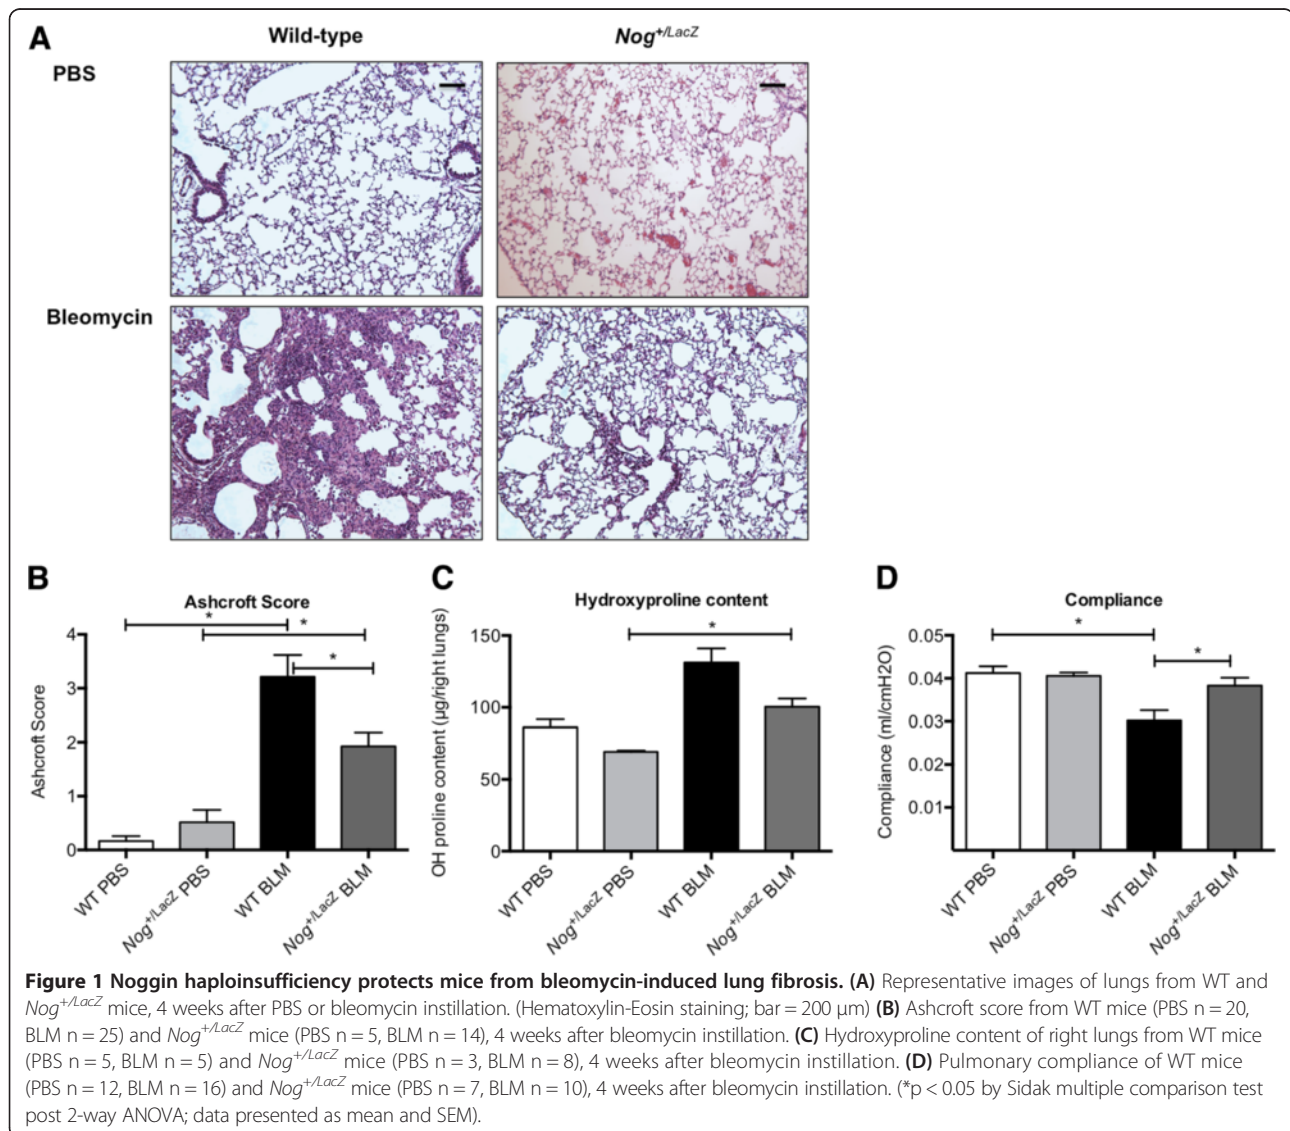 A
Wild-type
Nog+/LacZ
PBS
Bleomycin
B
Ashcroft Score
*
*
*
Ashcroft Score
4
3
2
1
0
WT PBS
Nog+/LacZ PBS
WT BLM
Nog+/LacZ BLM
C
Hydroxyproline content
*
OH proline content (µg/right lungs)
150
100
50
0
WT PBS
Nog+/LacZ PBS
WT BLM
Nog+/LacZ BLM
D
Compliance
*
*
Compliance (ml/cmH2O)
0.05
0.04
0.03
0.02
0.01
WT PBS
Nog+/LacZ PBS
WT BLM
Nog+/LacZ BLM
Figure 1 Noggin haploinsufficiency protects mice from bleomycin-induced lung fibrosis. (A) Representative images of lungs from WT and
Nog+/LacZ mice, 4 weeks after PBS or bleomycin instillation. (Hematoxylin-Eosin staining; bar = 200 µm) (B) Ashcroft score from WT mice (PBS n = 20,
BLM n = 25) and Nog+/LacZ mice (PBS n = 5, BLM n = 14), 4 weeks after bleomycin instillation. (C) Hydroxyproline content of right lungs from WT mice
(PBS n = 5, BLM n = 5) and Nog+/LacZ mice (PBS n = 3, BLM n = 8), 4 weeks after bleomycin instillation. (D) Pulmonary compliance of WT mice
(PBS n = 12, BLM n = 16) and Nog+/LacZ mice (PBS n = 7, BLM n = 10), 4 weeks after bleomycin instillation. (*p < 0.05 by Sidak multiple comparison test
post 2-way ANOVA; data presented as mean and SEM).